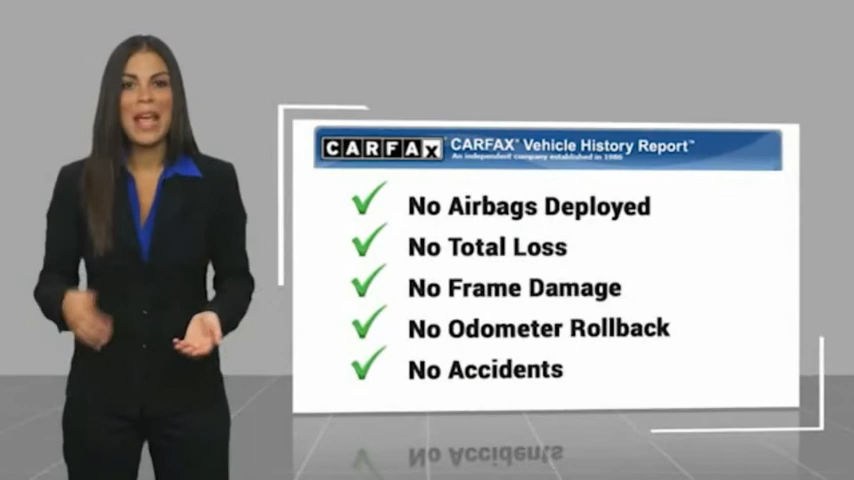 CARFAX CARFAX® Vehicle History Report™
An independent company established in 1986
No Airbags Deployed
No Total Loss
No Frame Damage
No Odometer Rollback
No Accidents
No Accidents